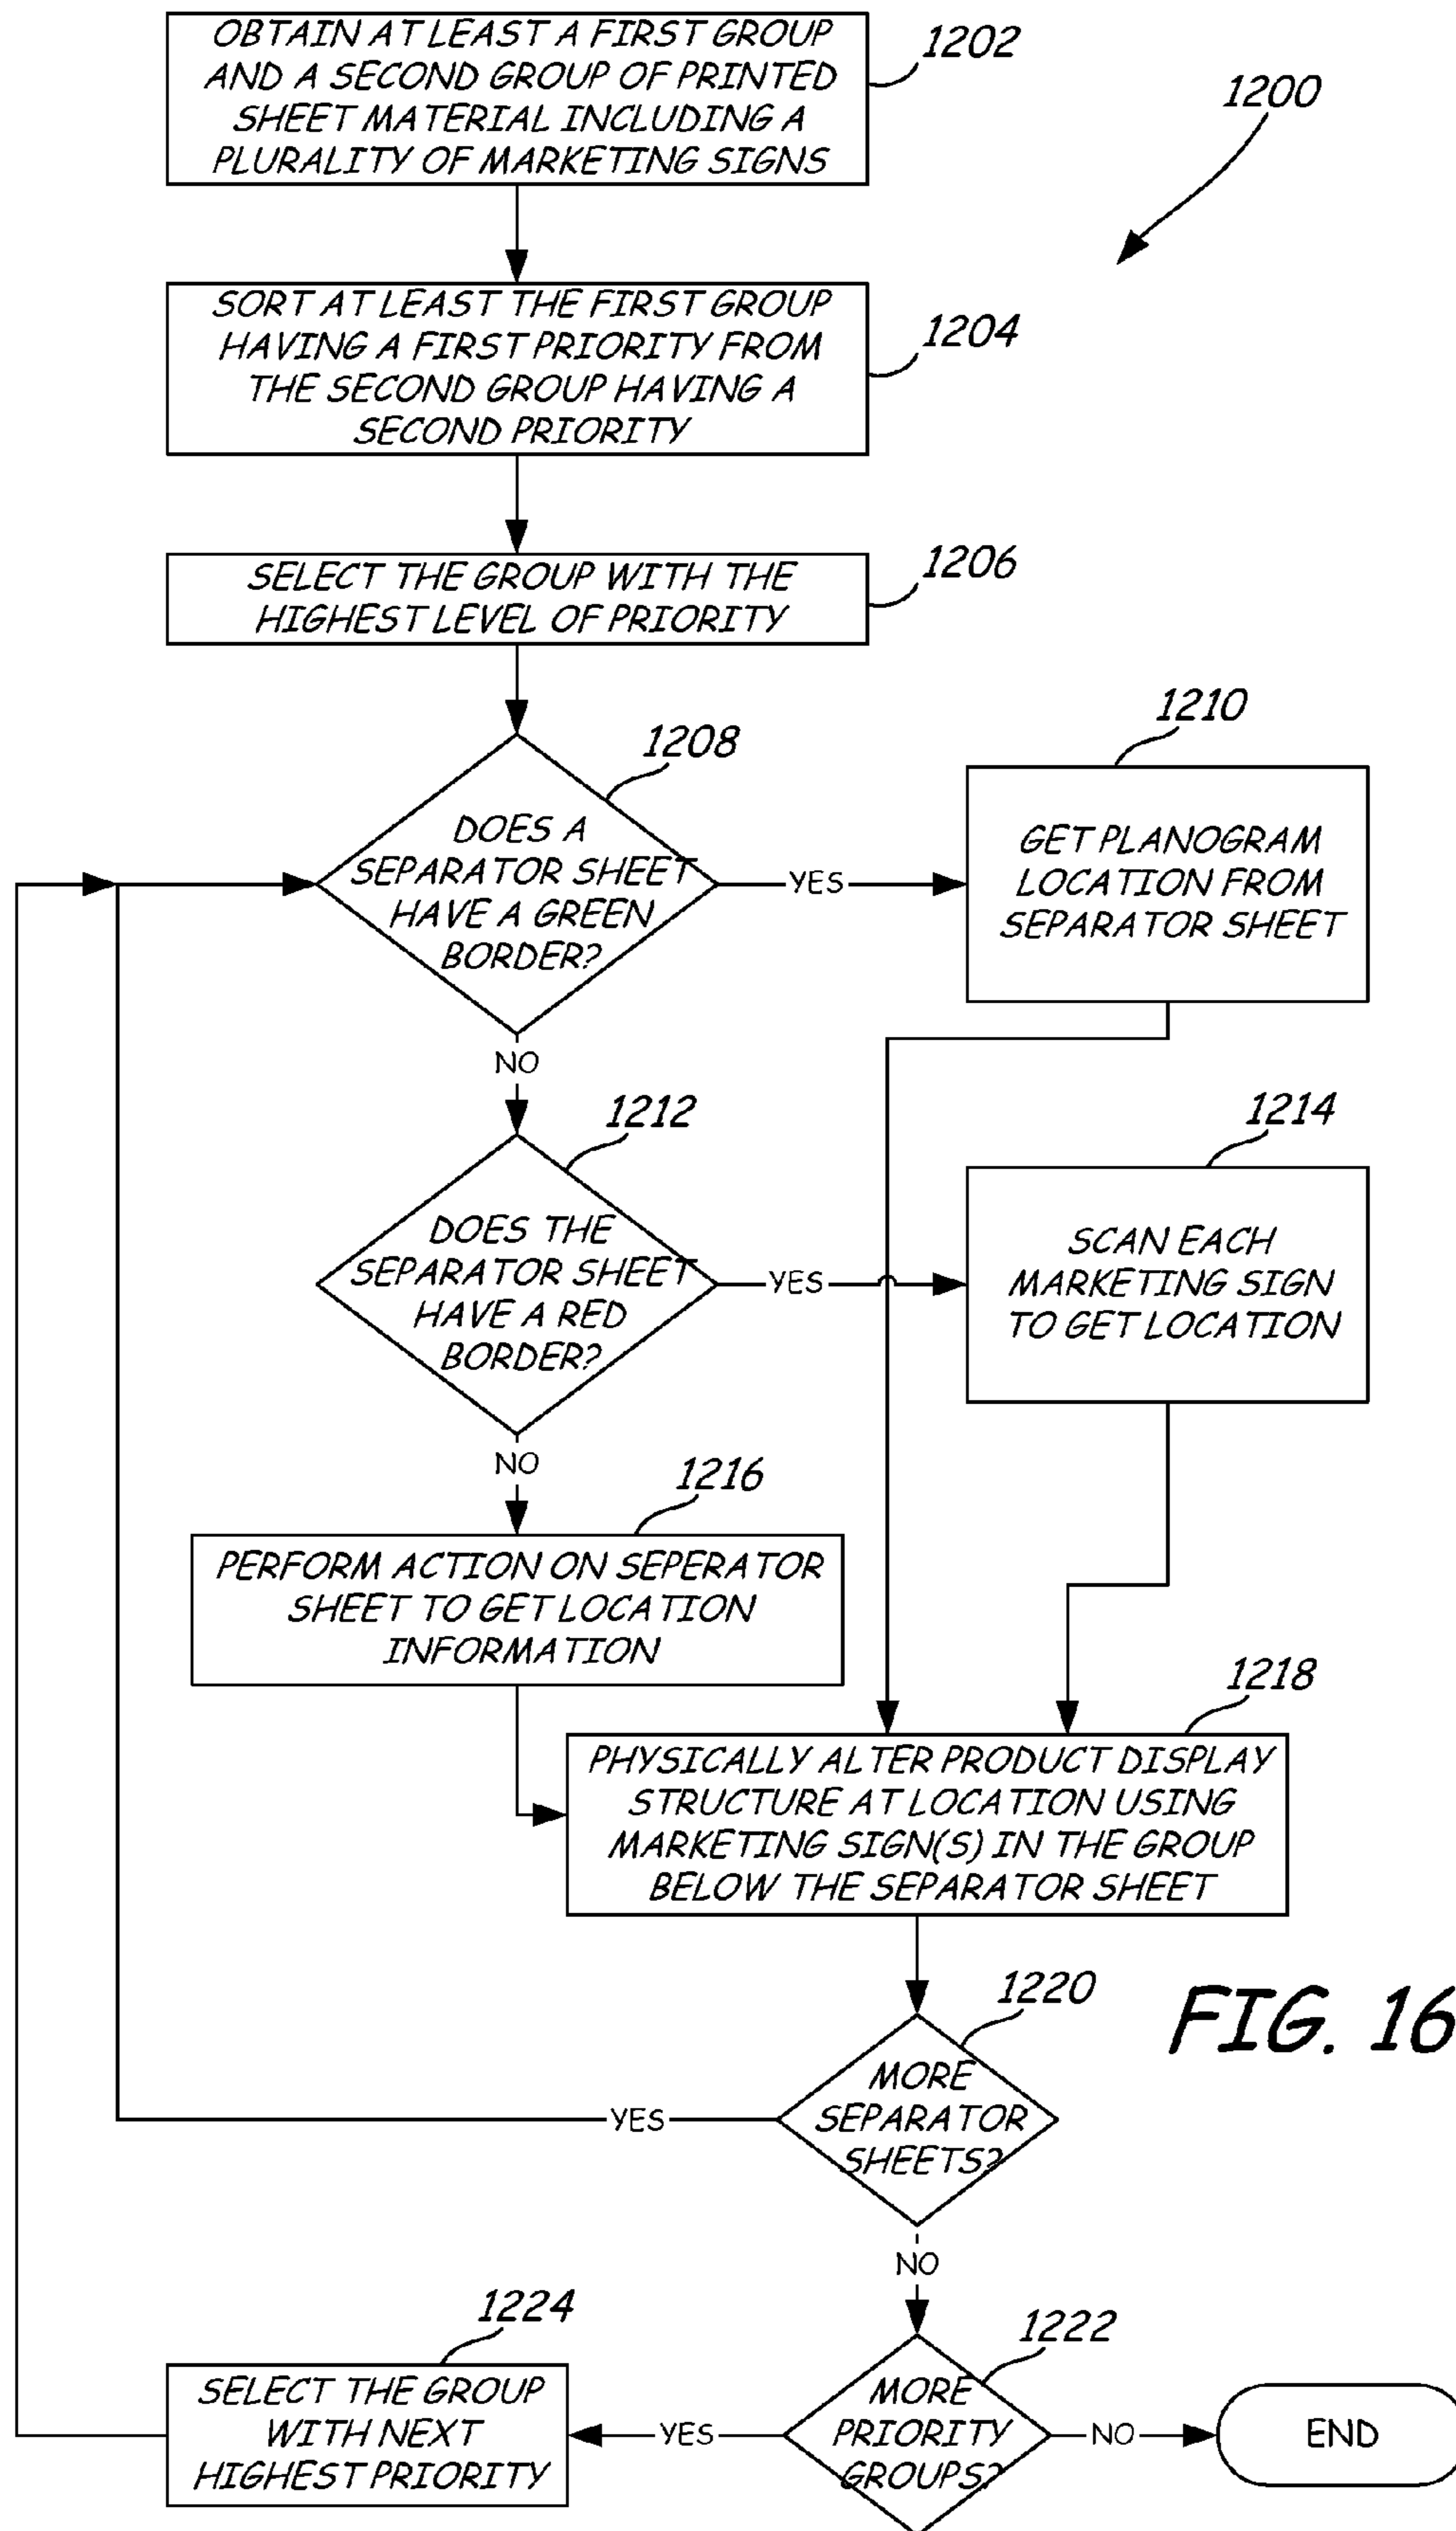 OBTAIN AT LEAST A FIRST GROUP
AND A SECOND GROUP OF PRINTED
SHEET MATERIAL INCLUDING A
PLURALITY OF MARKETING SIGNS
1202
1200
SORT AT LEAST THE FIRST GROUP
HAVING A FIRST PRIORITY FROM
THE SECOND GROUP HAVING A
SECOND PRIORITY
1204
SELECT THE GROUP WITH THE
HIGHEST LEVEL OF PRIORITY
1206
1208
DOES A
SEPARATOR SHEET
HAVE A GREEN
BORDER?
YES
1210
GET PLANOGRAM
LOCATION FROM
SEPARATOR SHEET
NO
1212
DOES THE
SEPARATOR SHEET
HAVE A RED
BORDER?
YES
1214
SCAN EACH
MARKETING SIGN
TO GET LOCATION
NO
1216
PERFORM ACTION ON SEPERATOR
SHEET TO GET LOCATION
INFORMATION
1218
PHYSICALLY ALTER PRODUCT DISPLAY
STRUCTURE AT LOCATION USING
MARKETING SIGN(S) IN THE GROUP
BELOW THE SEPARATOR SHEET
1220
MORE
SEPARATOR
SHEETS?
YES
FIG. 16
NO
1222
MORE
PRIORITY
GROUPS?
YES
1224
SELECT THE GROUP
WITH NEXT
HIGHEST PRIORITY
NO
END